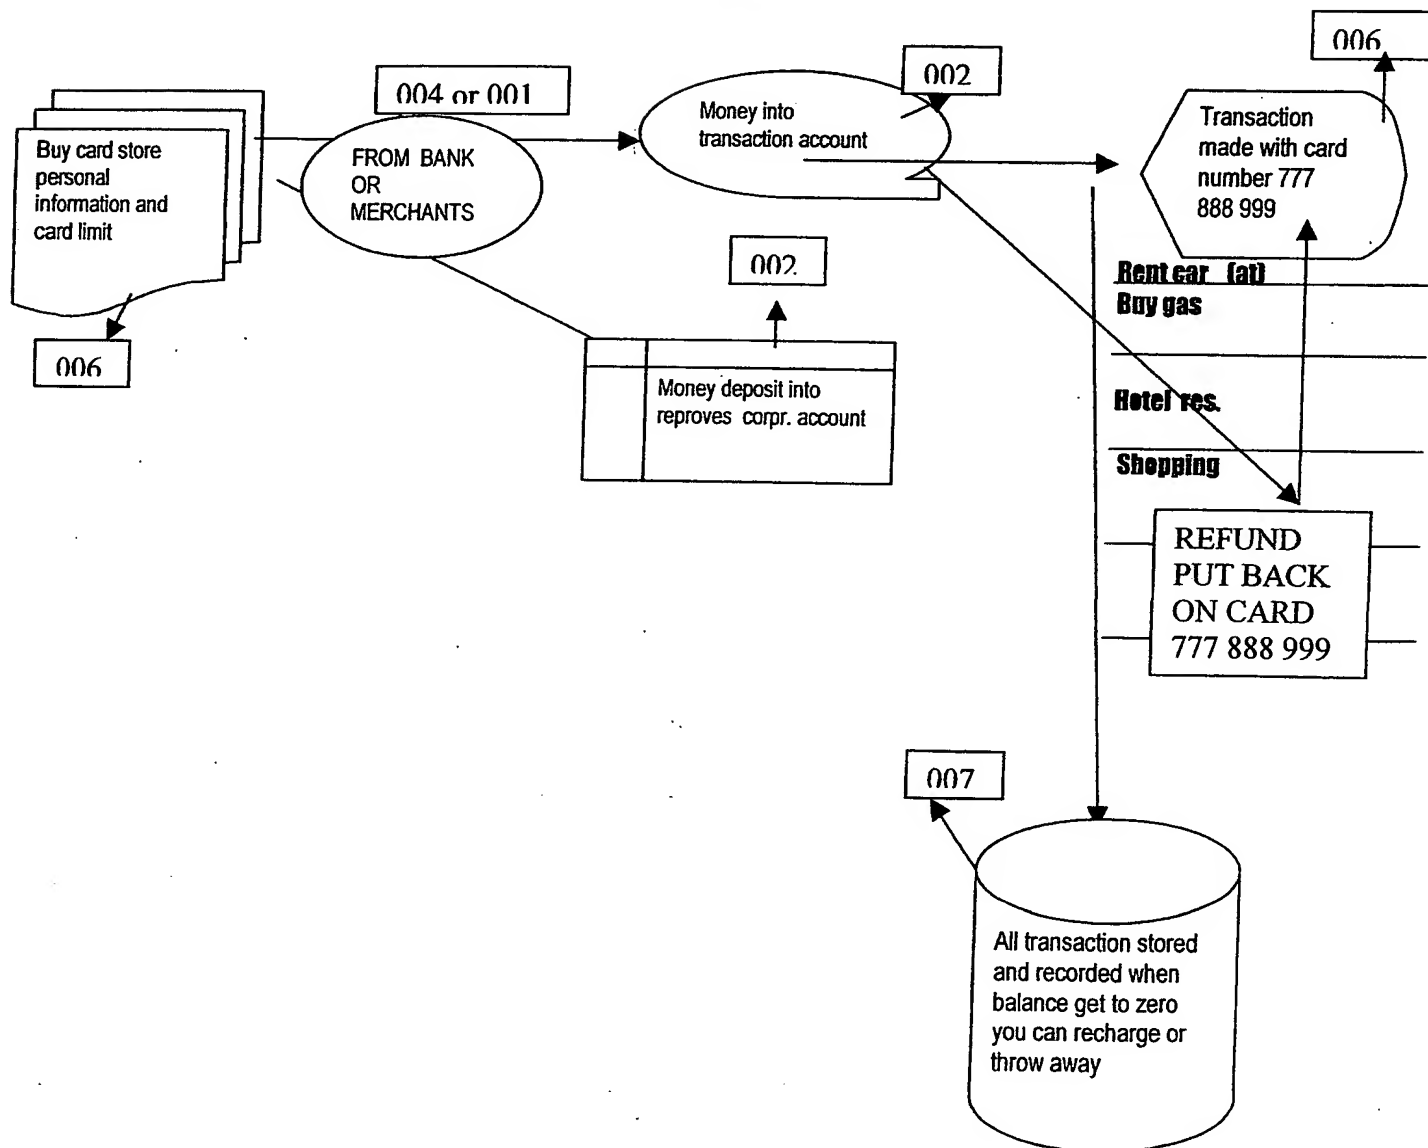 006
002
004 or 001
Money into
transaction account
Transaction
made with card
number 777
888 999
Buy card store
personal
information and
card limit
FROM BANK
OR
MERCHANTS
002
Rent car (at)
Buy gas
006
Money deposit into
reproves corpr. account
Hotel res.
Shopping
REFUND
PUT BACK
ON CARD
777 888 999
007
All transaction stored
and recorded when
balance get to zero
you can recharge or
throw away